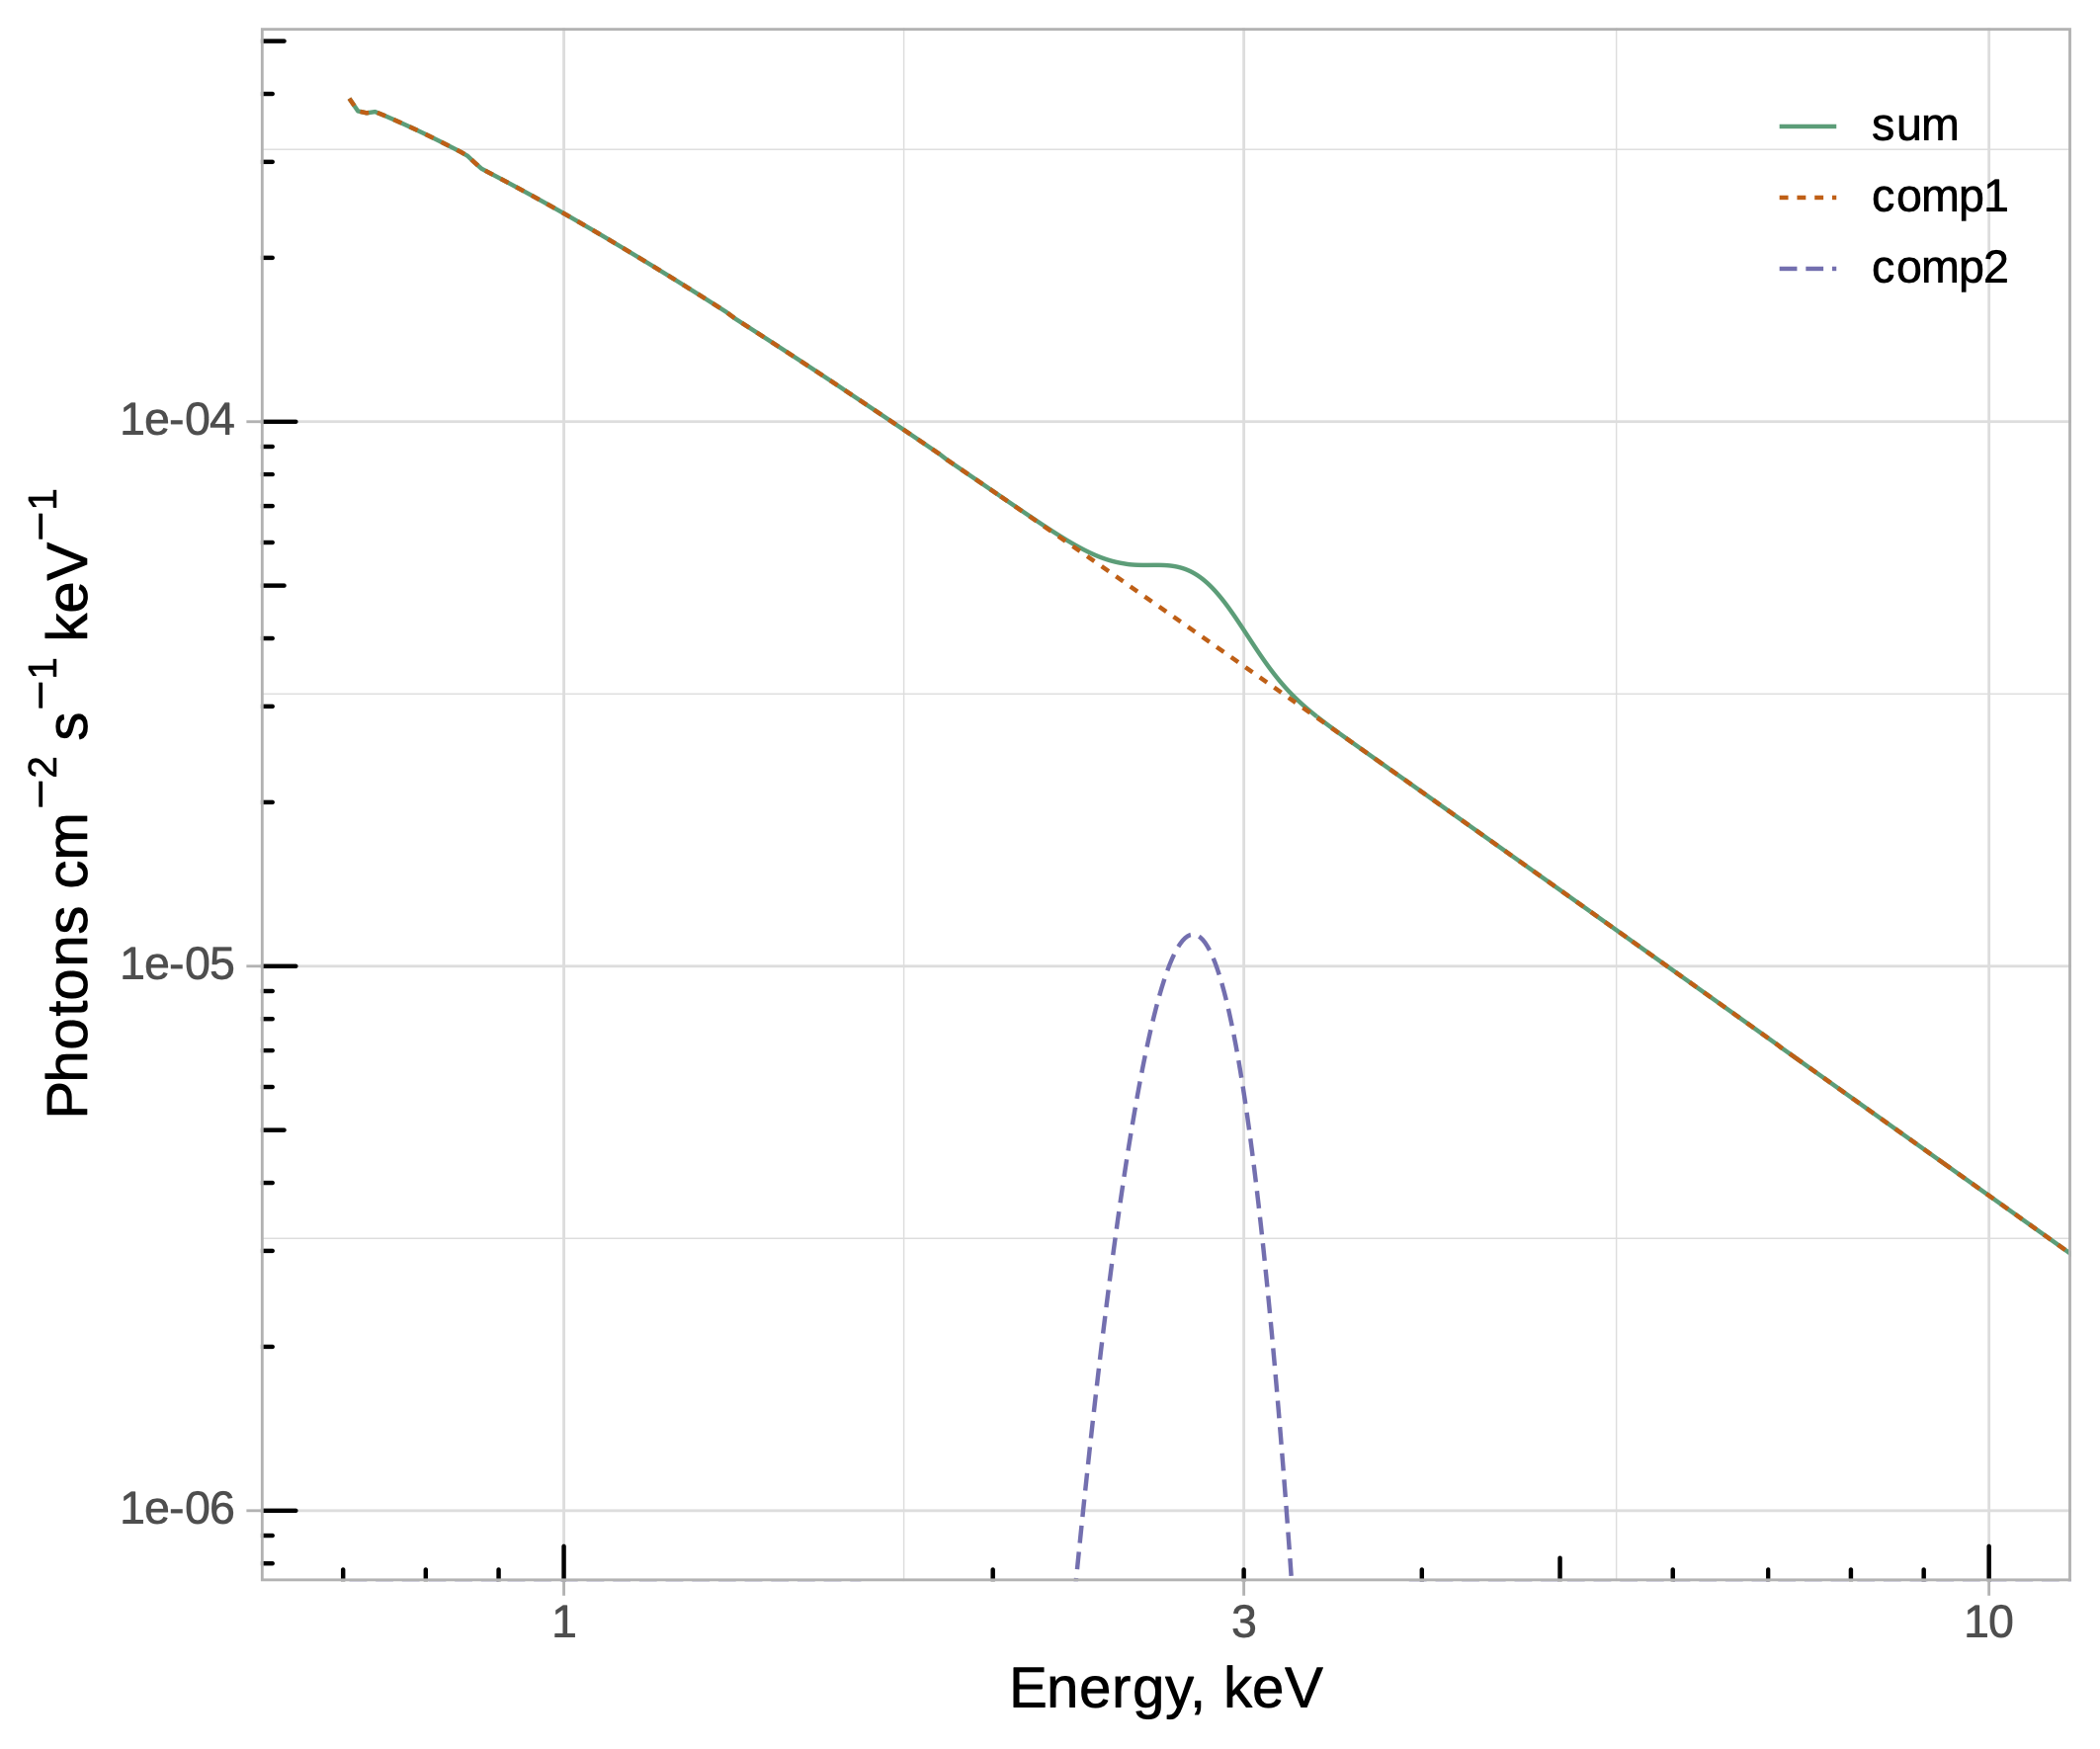 sum
comp1
comp2
1e-04
1e-05
1e-06
Photons cm⁻² s⁻¹ keV⁻¹
1
3
10
Energy, keV